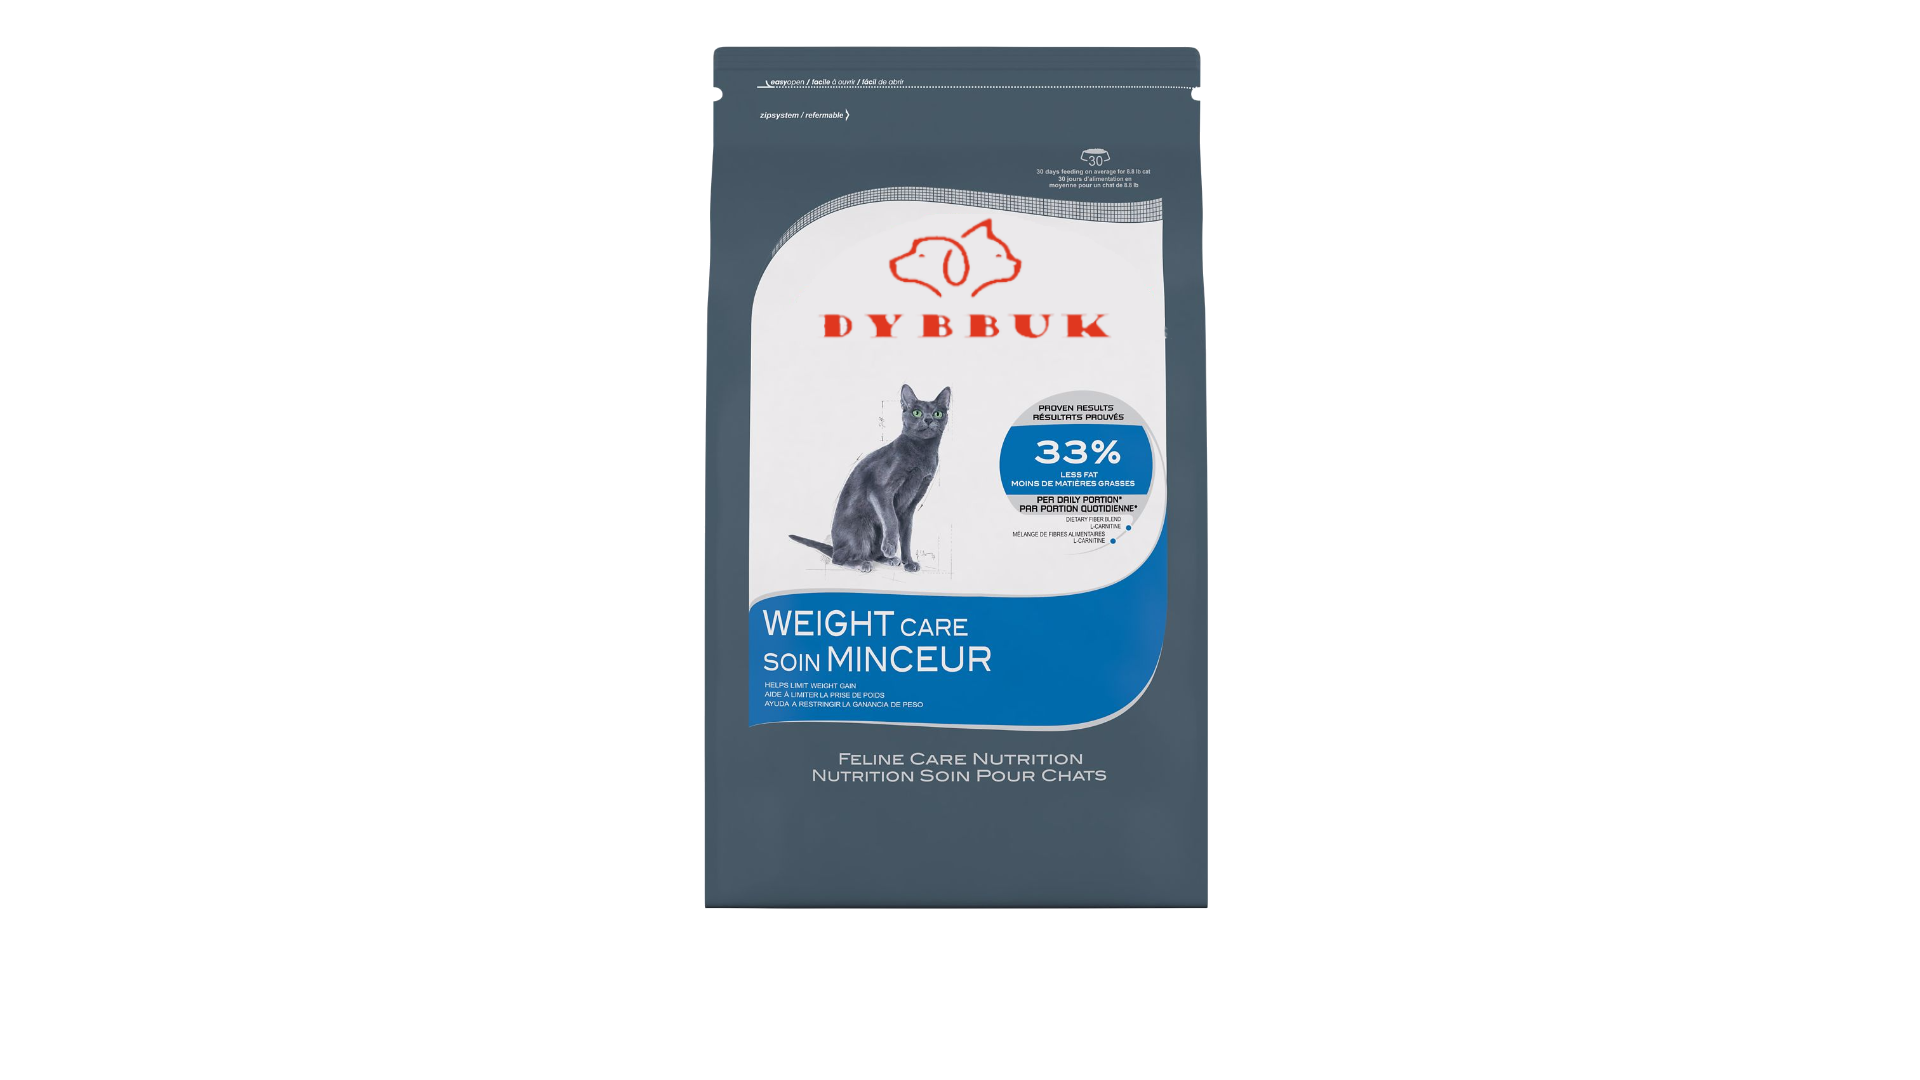 easyopen / facile à ouvrir / fácil de abrir
zipsystem / refermable
30
30 days feeding on average for 8.8 lb cat
30 jours d'alimentation en
moyenne pour un chat de 8.8 lb
DYBBUK
PROVEN RESULTS
RÉSULTATS PROUVÉS
33%
LESS FAT
MOINS DE MATIÈRES GRASSES
PER DAILY PORTION*
PAR PORTION QUOTIDIENNE*
DIETARY FIBER BLEND
L-CARNITINE
MÉLANGE DE FIBRES ALIMENTAIRES
L-CARNITINE
WEIGHT CARE
SOIN MINCEUR
HELPS LIMIT WEIGHT GAIN
AIDE À LIMITER LA PRISE DE POIDS
AYUDA A RESTRINGIR LA GANANCIA DE PESO
FELINE CARE NUTRITION
NUTRITION SOIN POUR CHATS